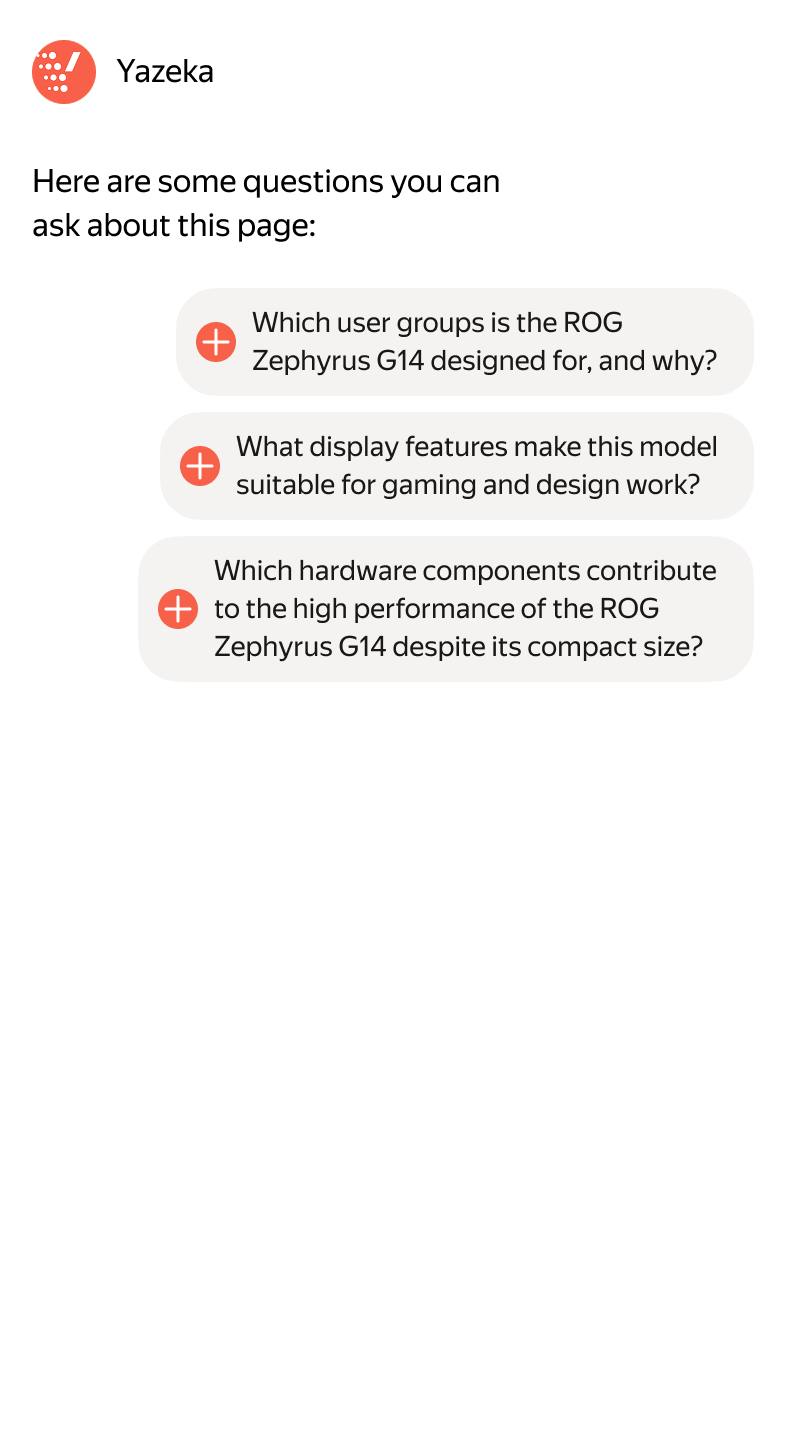 Yazeka
Here are some questions you can
ask about this page:
Which user groups is the ROG
Zephyrus G14 designed for, and why?
What display features make this model
suitable for gaming and design work?
Which hardware components contribute
to the high performance of the ROG
Zephyrus G14 despite its compact size?